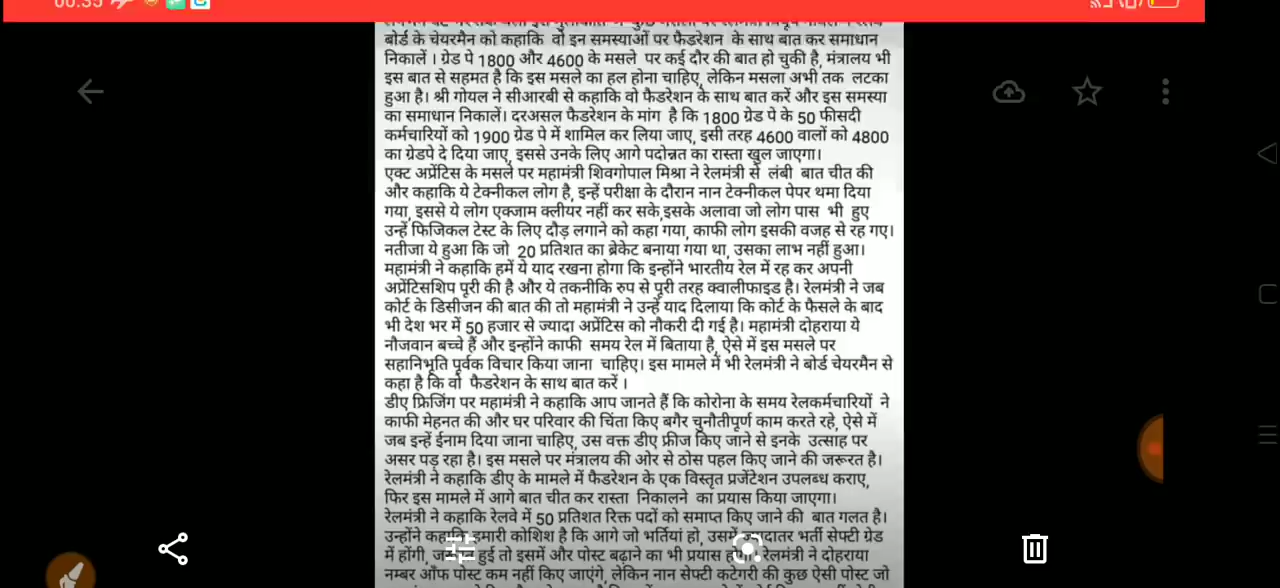 06:35
बोर्ड के चेयरमैन को कहाकि वो इन समस्याओं पर फैडरेशन के साथ बात कर समाधान
निकालें । ग्रेड पे 1800 और 4600 के मसले पर कई दौर की बात हो चुकी है, मंत्रालय भी
इस बात से सहमत है कि इस मसले का हल होना चाहिए, लेकिन मसला अभी तक लटका
हुआ है। श्री गोयल ने सीआरबी से कहाकि वो फैडरेशन के साथ बात करें और इस समस्या
का समाधान निकालें। दरअसल फैडरेशन के मांग है कि 1800 ग्रेड पे के 50 फीसदी
कर्मचारियों को 1900 ग्रेड पे में शामिल कर लिया जाए, इसी तरह 4600 वालों को 4800
का ग्रेडपे दे दिया जाए, इससे उनके लिए आगे पदोन्नत का रास्ता खुल जाएगा।
एक्ट अप्रेंटिस के मसले पर महामंत्री शिवगोपाल मिश्रा ने रेलमंत्री से लंबी बात चीत की
और कहाकि ये टेक्नीकल लोग है, इन्हें परीक्षा के दौरान नान टेक्नीकल पेपर थमा दिया
गया, इससे ये लोग एक्जाम क्लीयर नहीं कर सके,इसके अलावा जो लोग पास भी हुए
उन्हें फिजिकल टेस्ट के लिए दौड़ लगाने को कहा गया, काफी लोग इसकी वजह से रह गए।
नतीजा ये हुआ कि जो 20 प्रतिशत का ब्रेकेट बनाया गया था, उसका लाभ नहीं हुआ।
महामंत्री ने कहाकि हमें ये याद रखना होगा कि इन्होंने भारतीय रेल में रह कर अपनी
अप्रेंटिसशिप पूरी की है और ये तकनीकि रुप से पूरी तरह क्वालीफाइड है। रेलमंत्री ने जब
कोर्ट के डिसीजन की बात की तो महामंत्री ने उन्हें याद दिलाया कि कोर्ट के फैसले के बाद
भी देश भर में 50 हजार से ज्यादा अप्रेंटिस को नौकरी दी गई है। महामंत्री दोहराया ये
नौजवान बच्चे हैं और इन्होंने काफी समय रेल में बिताया है, ऐसे में इस मसले पर
सहानिभूति पूर्वक विचार किया जाना चाहिए। इस मामले में भी रेलमंत्री ने बोर्ड चेयरमैन से
कहा है कि वो फैडरेशन के साथ बात करें ।
डीए फ्रिजिंग पर महामंत्री ने कहाकि आप जानते हैं कि कोरोना के समय रेलकर्मचारियों ने
काफी मेहनत की और घर परिवार की चिंता किए बगैर चुनौतीपूर्ण काम करते रहे, ऐसे में
जब इन्हें ईनाम दिया जाना चाहिए, उस वक्त डीए फ्रीज किए जाने से इनके उत्साह पर
असर पड़ रहा है। इस मसले पर मंत्रालय की ओर से ठोस पहल किए जाने की जरूरत है।
रेलमंत्री ने कहाकि डीए के मामले में फैडरेशन के एक विस्तृत प्रजेंटेशन उपलब्ध कराए,
फिर इस मामले में आगे बात चीत कर रास्ता निकालने का प्रयास किया जाएगा।
रेलमंत्री ने कहाकि रेलवे में 50 प्रतिशत रिक्त पदों को समाप्त किए जाने की बात गलत है।
उन्होंने कहाकि हमारी कोशिश है कि आगे जो भर्तियां हो, उसमें ज्यादातर भर्ती सेफ्टी ग्रेड
में होंगी, हुई तो इसमें और पोस्ट बढ़ाने का भी प्रयास होगा। रेलमंत्री ने दोहराया
नम्बर ऑफ पोस्ट कम नहीं किए जाएंगे, लेकिन नान सेफ्टी कटेगरी की कुछ ऐसी पोस्ट जो